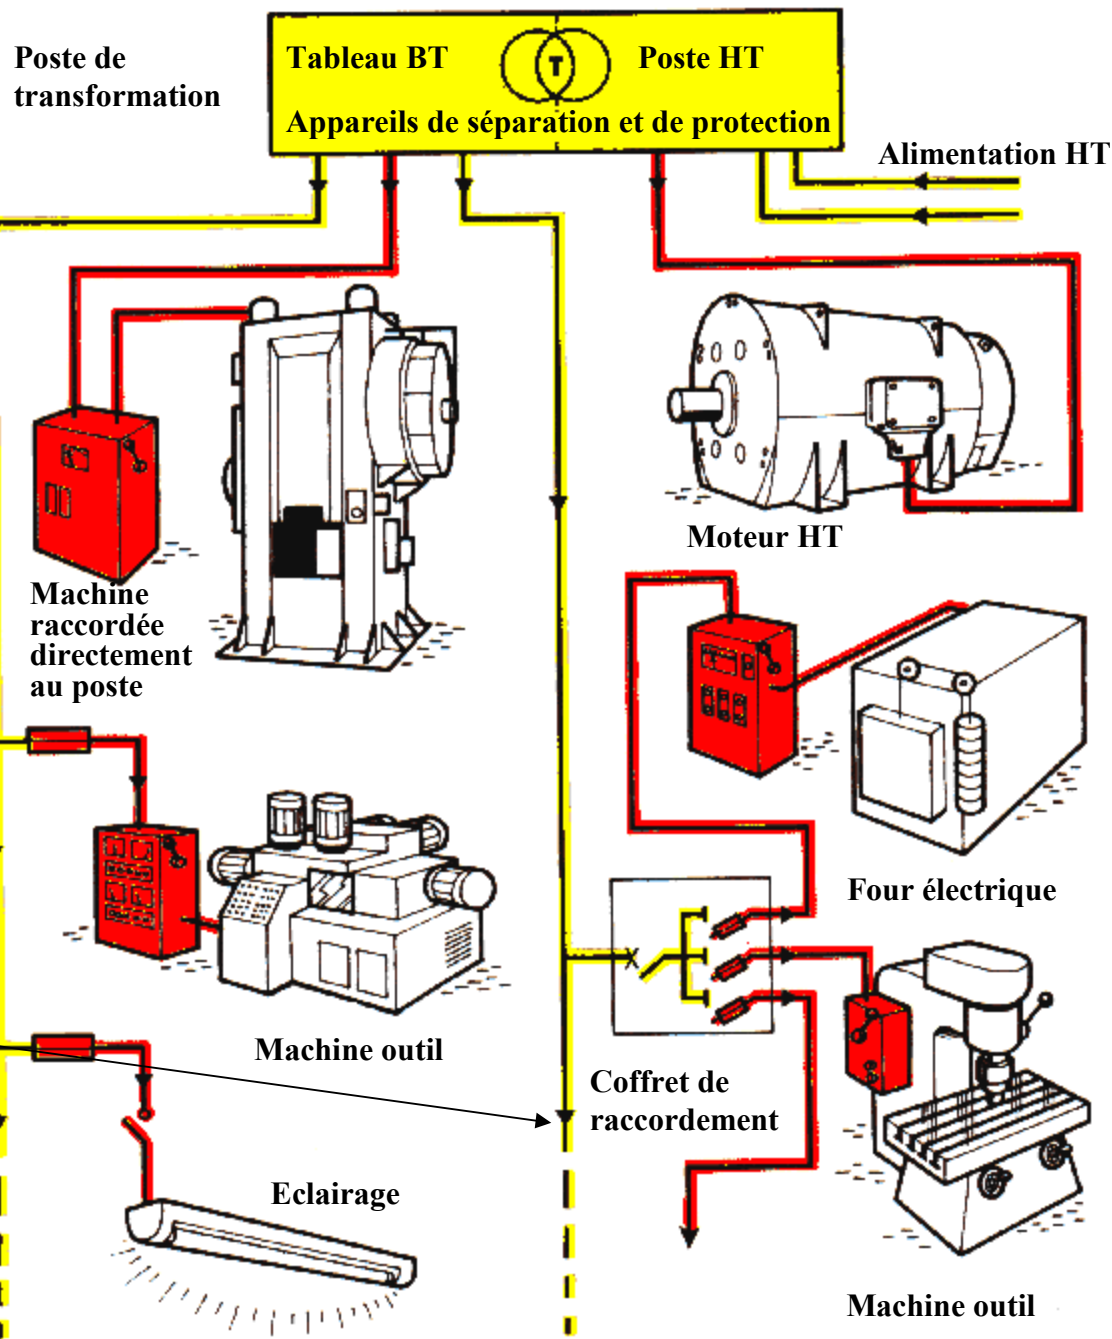 Poste de
transformation
Tableau BT
T
Poste HT
Appareils de séparation et de protection
Alimentation HT
Moteur HT
Machine
raccordée
directement
au poste
Four électrique
Machine outil
Coffret de
raccordement
Eclairage
Machine outil